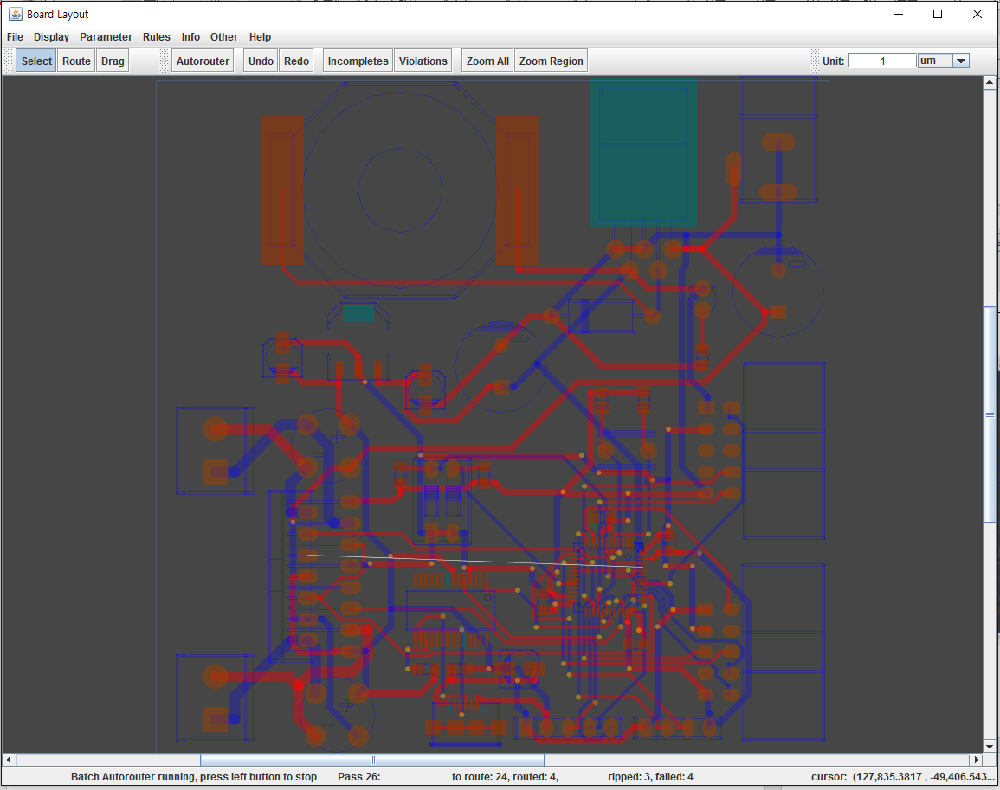 Board Layout
File Display Parameter Rules Info Other Help
Select Route Drag Autorouter Undo Redo Incompletes Violations Zoom All Zoom Region Unit: 1 um
Batch Autorouter running, press left button to stop Pass 26: to route: 24, routed: 4, ripped: 3, failed: 4 cursor: (127,835.3817 , -49,406.543...